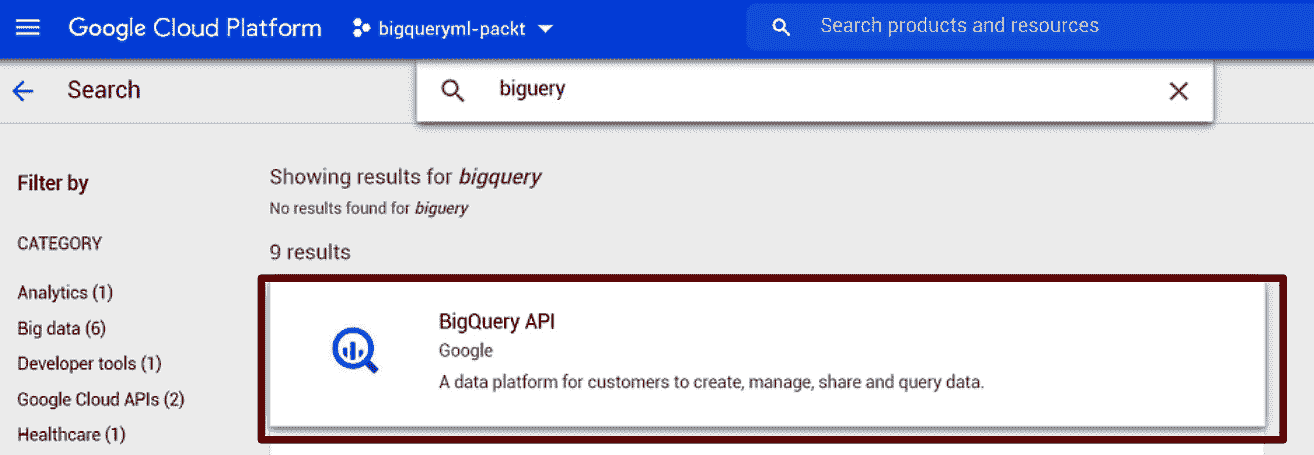 Google Cloud Platform bigqueryml-packt Search products and resources
Search biguery
Filter by
CATEGORY
Analytics (1)
Big data (6)
Developer tools (1)
Google Cloud APIs (2)
Healthcare (1)
Showing results for bigquery
No results found for biguery
9 results
BigQuery API
Google
A data platform for customers to create, manage, share and query data.